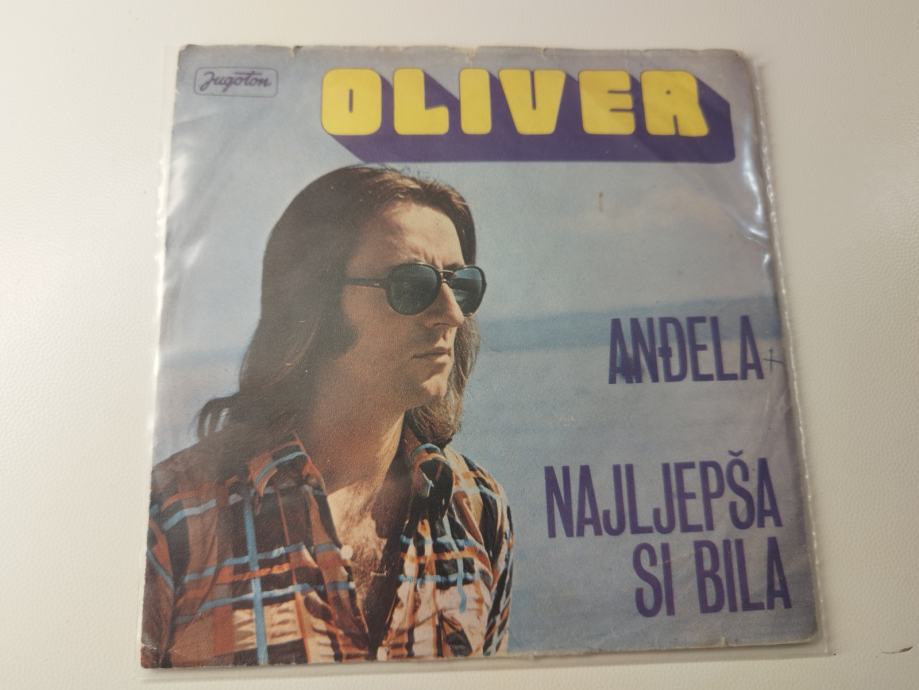 Jugoton
OLIVER
ANĐELA
NAJLJEPŠA
SI BILA